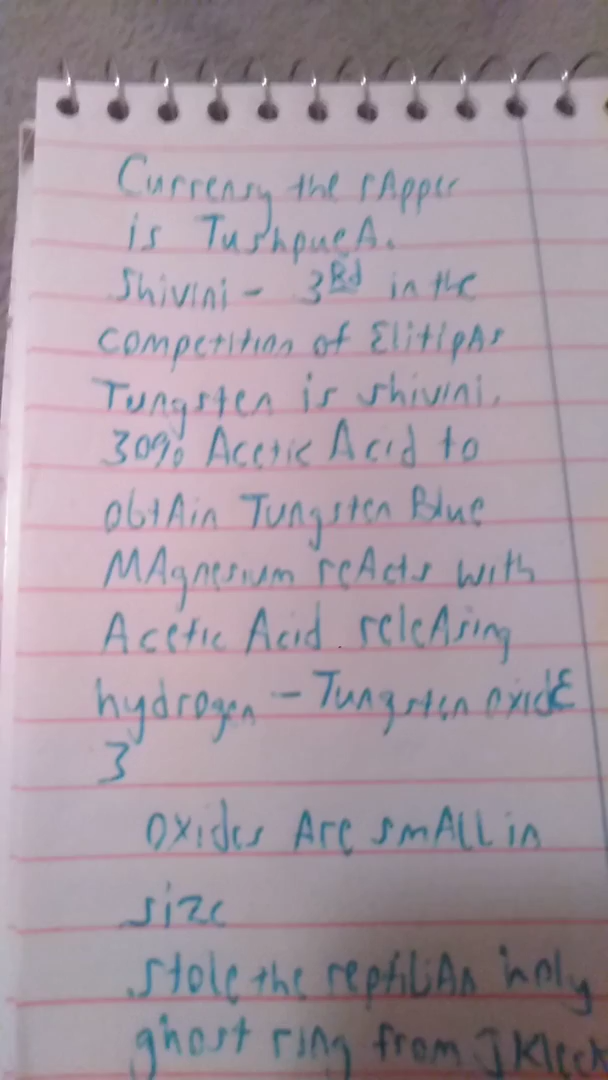 Currensy the rApper
is TushpueA.
Shivini - 3Rd in the
competition of ElitipAs
Tungsten is shivini.
30% Acetic Acid to
obtAin Tungsten Blue
MAgnesium reActs with
Acetic Acid releAsing
hydrogen - Tungsten oxidE
3
oxides Are smAll in
size
stole the reptiliAn holy
ghost ring from J Kleck